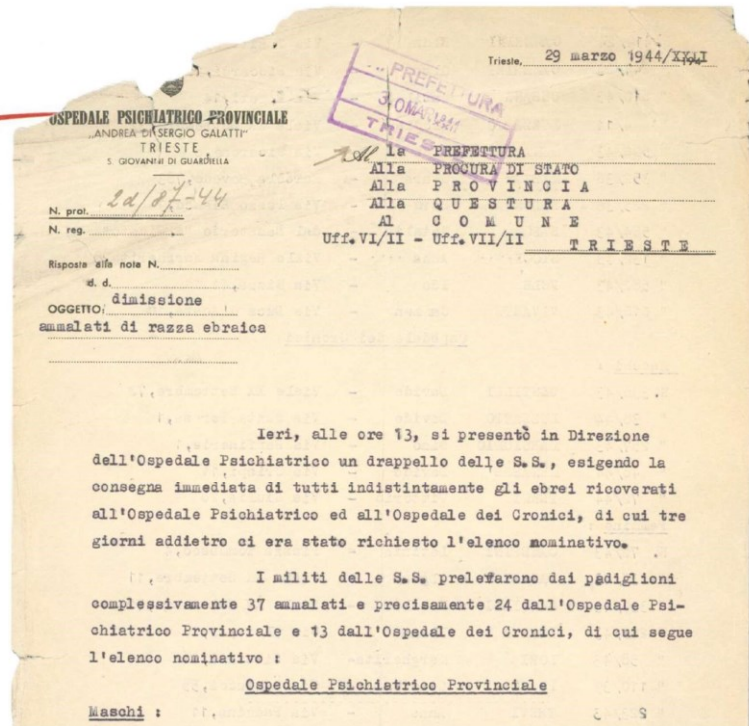 Trieste, 29 marzo 1944/XXII
PREFETTURA
TRIESTE
OSPEDALE PSICHIATRICO PROVINCIALE
„ANDREA DI SERGIO GALATTI”
TRIESTE
S. GIOVANNI DI GUARDIELLA
Al la PREFETTURA
Alla PROCURA DI STATO
Alla PROVINCIA
Alla QUESTURA
Al COMUNE
Uff.VI/II - Uff.VII/II TRIESTE
N. prot. 2d/87-44
N. reg.
Risposta alla nota N.
d. d.
OGGETTO: dimissione
ammalati di razza ebraica
Ieri, alle ore 13, si presentò in Direzione
dell'Ospedale Psichiatrico un drappello delle S.S., esigendo la
consegna immediata di tutti indistintamente gli ebrei ricoverati
all'Ospedale Psichiatrico ed all'Ospedale dei Cronici, di cui tre
giorni addietro ci era stato richiesto l'elenco nominativo.
I militi delle S.S. prelevarono dai padiglioni
complessivamente 37 ammalati e precisamente 24 dall'Ospedale Psi-
chiatrico Provinciale e 13 dall'Ospedale dei Cronici, di cui segue
l'elenco nominativo :
Ospedale Psichiatrico Provinciale
Maschi :